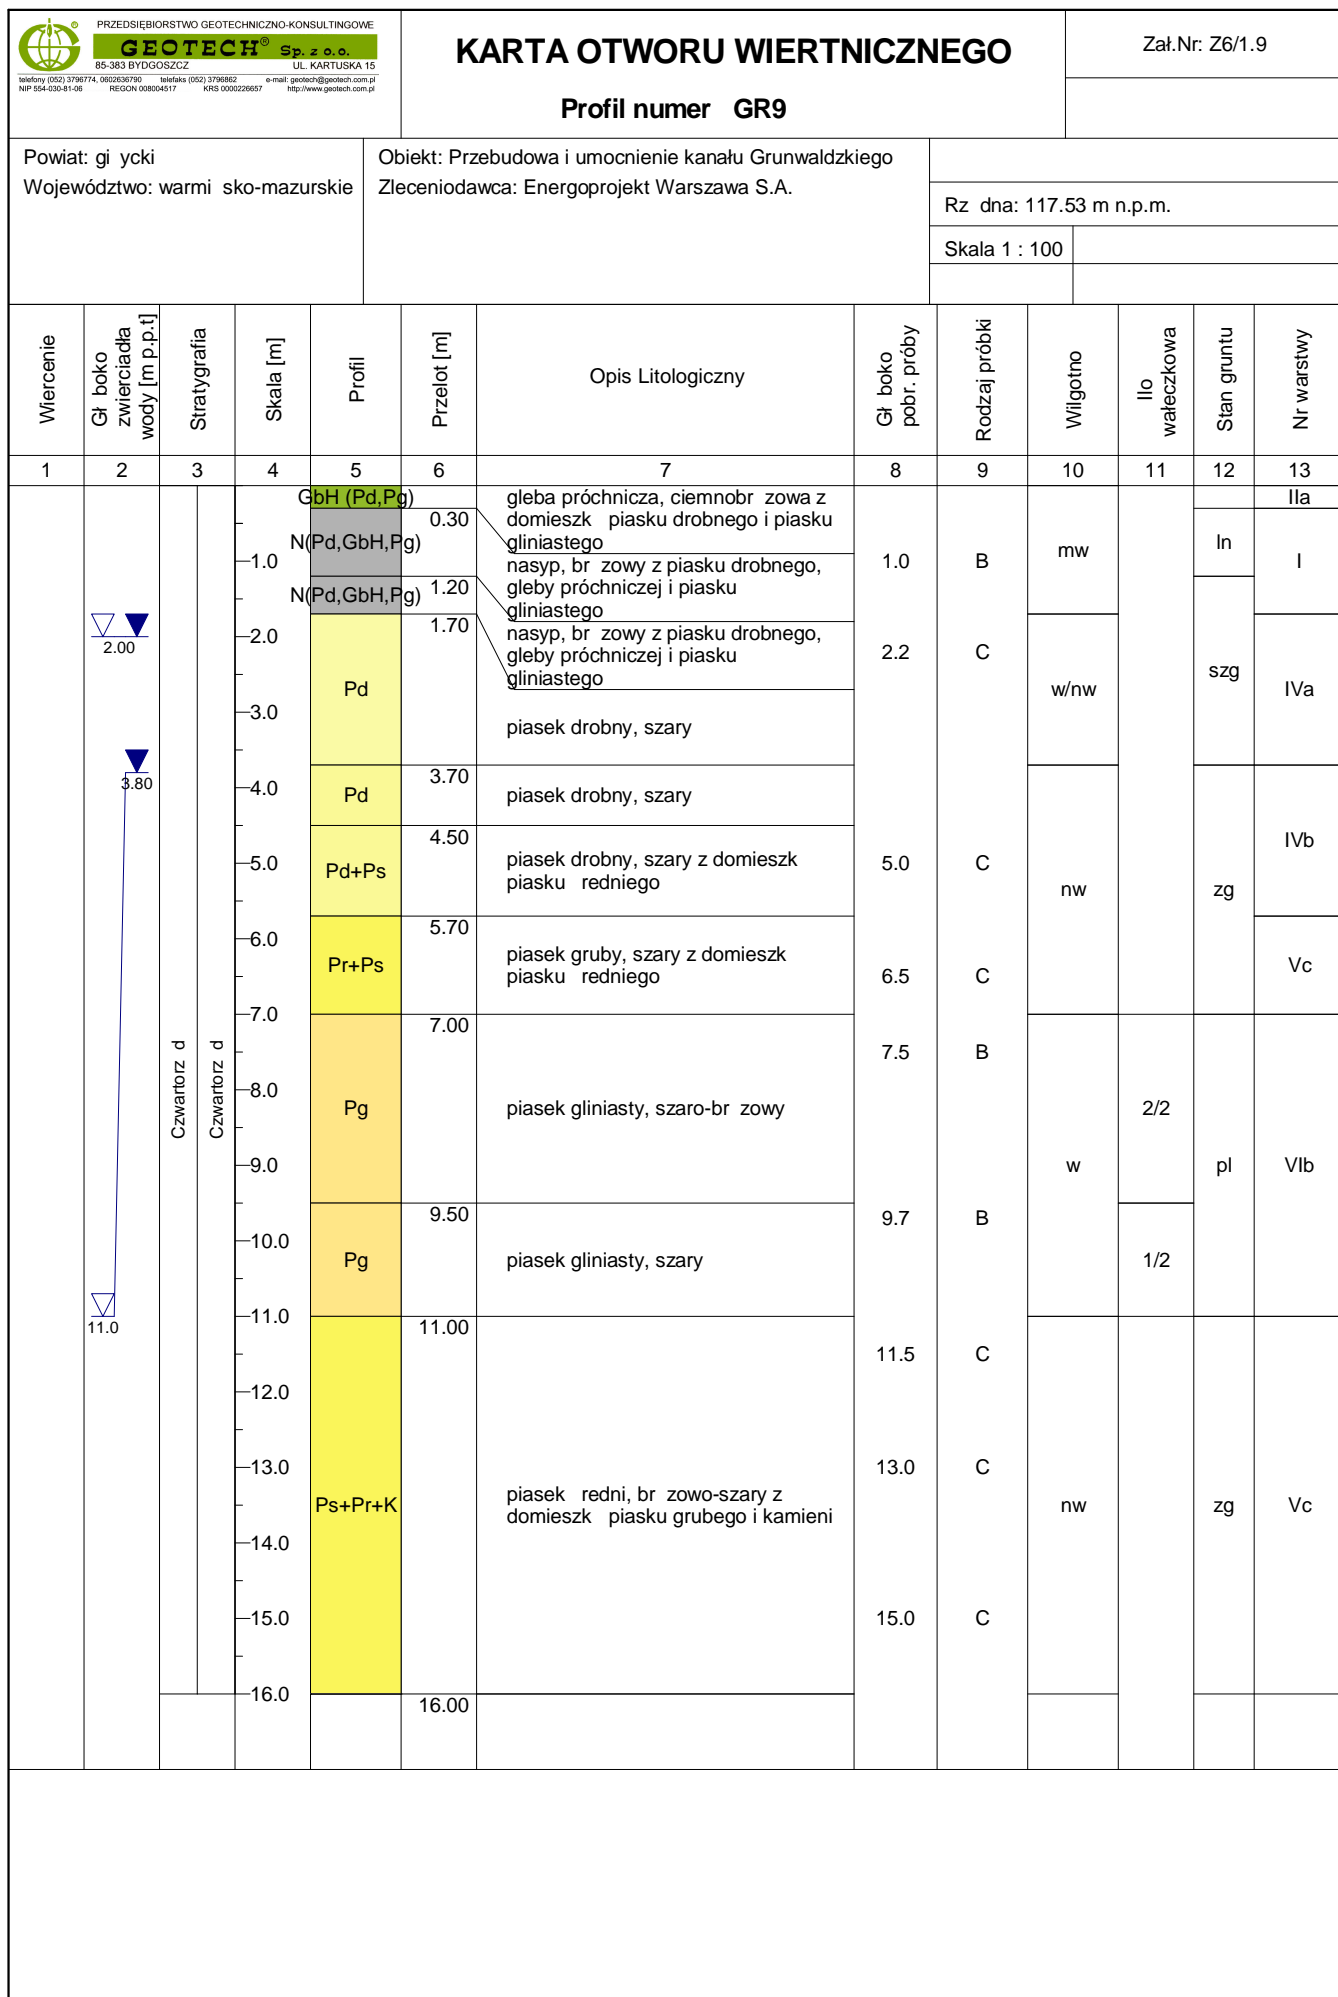 PRZEDSIĘBIORSTWO GEOTECHNICZNO-KONSULTINGOWE
GEOTECH® Sp. z o.o.
85-383 BYDGOSZCZ UL. KARTUSKA 15
telefony (052) 3796774, 0602636790 telefaks (052) 3796862 e-mail: geotech@geotech.com.pl
NIP 554-030-81-06 REGON 008004517 KRS 0000226657 http://www.geotech.com.pl
KARTA OTWORU WIERTNICZNEGO
Profil numer GR9
Zał.Nr: Z6/1.9
Powiat: gi ycki
Województwo: warmi sko-mazurskie
Obiekt: Przebudowa i umocnienie kanału Grunwaldzkiego
Zleceniodawca: Energoprojekt Warszawa S.A.
Rz dna: 117.53 m n.p.m.
Skala 1 : 100
Wiercenie
Gł boko
zwierciadła
wody [m p.p.t]
Stratygrafia
Skala [m]
Profil
Przelot [m]
Opis Litologiczny
Gł boko
pobr. próby
Rodzaj próbki
Wilgotno
Ilo
wałeczkowa
Stan gruntu
Nr warstwy
1 2 3 4 5 6 7 8 9 10 11 12 13
2.00
3.80
11.0
Czwartorz d
Czwartorz d
1.0
2.0
3.0
4.0
5.0
6.0
7.0
8.0
9.0
10.0
11.0
12.0
13.0
14.0
15.0
16.0
GbH (Pd,Pg)
N(Pd,GbH,Pg)
N(Pd,GbH,Pg)
Pd
Pd
Pd+Ps
Pr+Ps
Pg
Pg
Ps+Pr+K
0.30
1.20
1.70
3.70
4.50
5.70
7.00
9.50
11.00
16.00
gleba próchnicza, ciemnobr zowa z
domieszk piasku drobnego i piasku
gliniastego
nasyp, br zowy z piasku drobnego,
gleby próchniczej i piasku
gliniastego
nasyp, br zowy z piasku drobnego,
gleby próchniczej i piasku
gliniastego
piasek drobny, szary
piasek drobny, szary
piasek drobny, szary z domieszk
piasku redniego
piasek gruby, szary z domieszk
piasku redniego
piasek gliniasty, szaro-br zowy
piasek gliniasty, szary
piasek redni, br zowo-szary z
domieszk piasku grubego i kamieni
1.0 B
2.2 C
5.0 C
6.5 C
7.5 B
9.7 B
11.5 C
13.0 C
15.0 C
mw
w/nw
nw
w
nw
2/2
1/2
ln
szg
zg
pl
zg
IIa
I
IVa
IVb
Vc
VIb
Vc